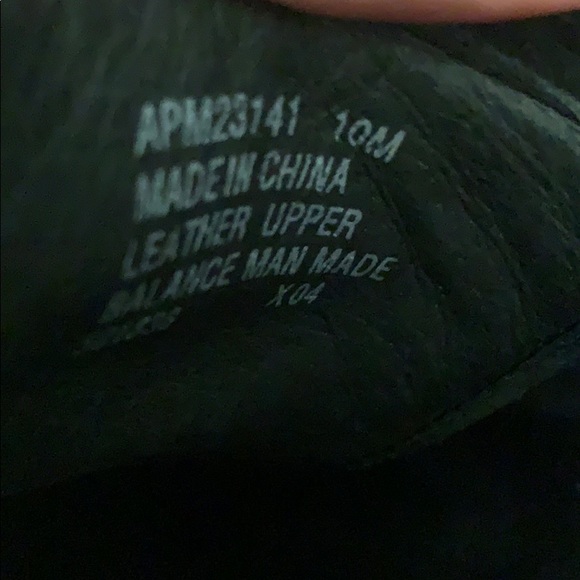 APM23141 10M
MADE IN CHINA
LEATHER UPPER
BALANCE MAN MADE
X04